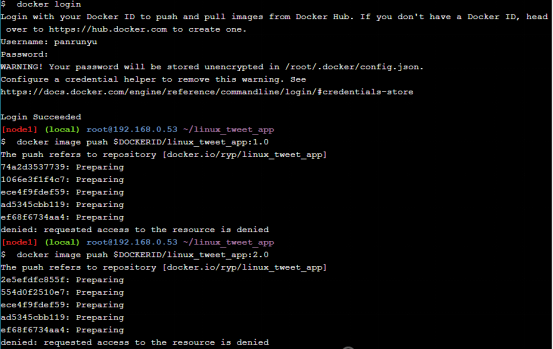 $ docker login
Login with your Docker ID to push and pull images from Docker Hub. If you don't have a Docker ID, head
 over to https://hub.docker.com to create one.
Username: panrunyu
Password:
WARNING! Your password will be stored unencrypted in /root/.docker/config.json.
Configure a credential helper to remove this warning. See
https://docs.docker.com/engine/reference/commandline/login/#credentials-store

Login Succeeded
[node1] (local) root@192.168.0.53 ~/linux_tweet_app
$ docker image push $DOCKERID/linux_tweet_app:1.0
The push refers to repository [docker.io/ryp/linux_tweet_app]
74a2d3537739: Preparing
1066e3f1f4c7: Preparing
ece4f9fdef59: Preparing
ad5345cbb119: Preparing
ef68f6734aa4: Preparing
denied: requested access to the resource is denied
[node1] (local) root@192.168.0.53 ~/linux_tweet_app
$ docker image push $DOCKERID/linux_tweet_app:2.0
The push refers to repository [docker.io/ryp/linux_tweet_app]
2e5efdfc855f: Preparing
554d0f2510e7: Preparing
ece4f9fdef59: Preparing
ad5345cbb119: Preparing
ef68f6734aa4: Preparing
denied: requested access to the resource is denied